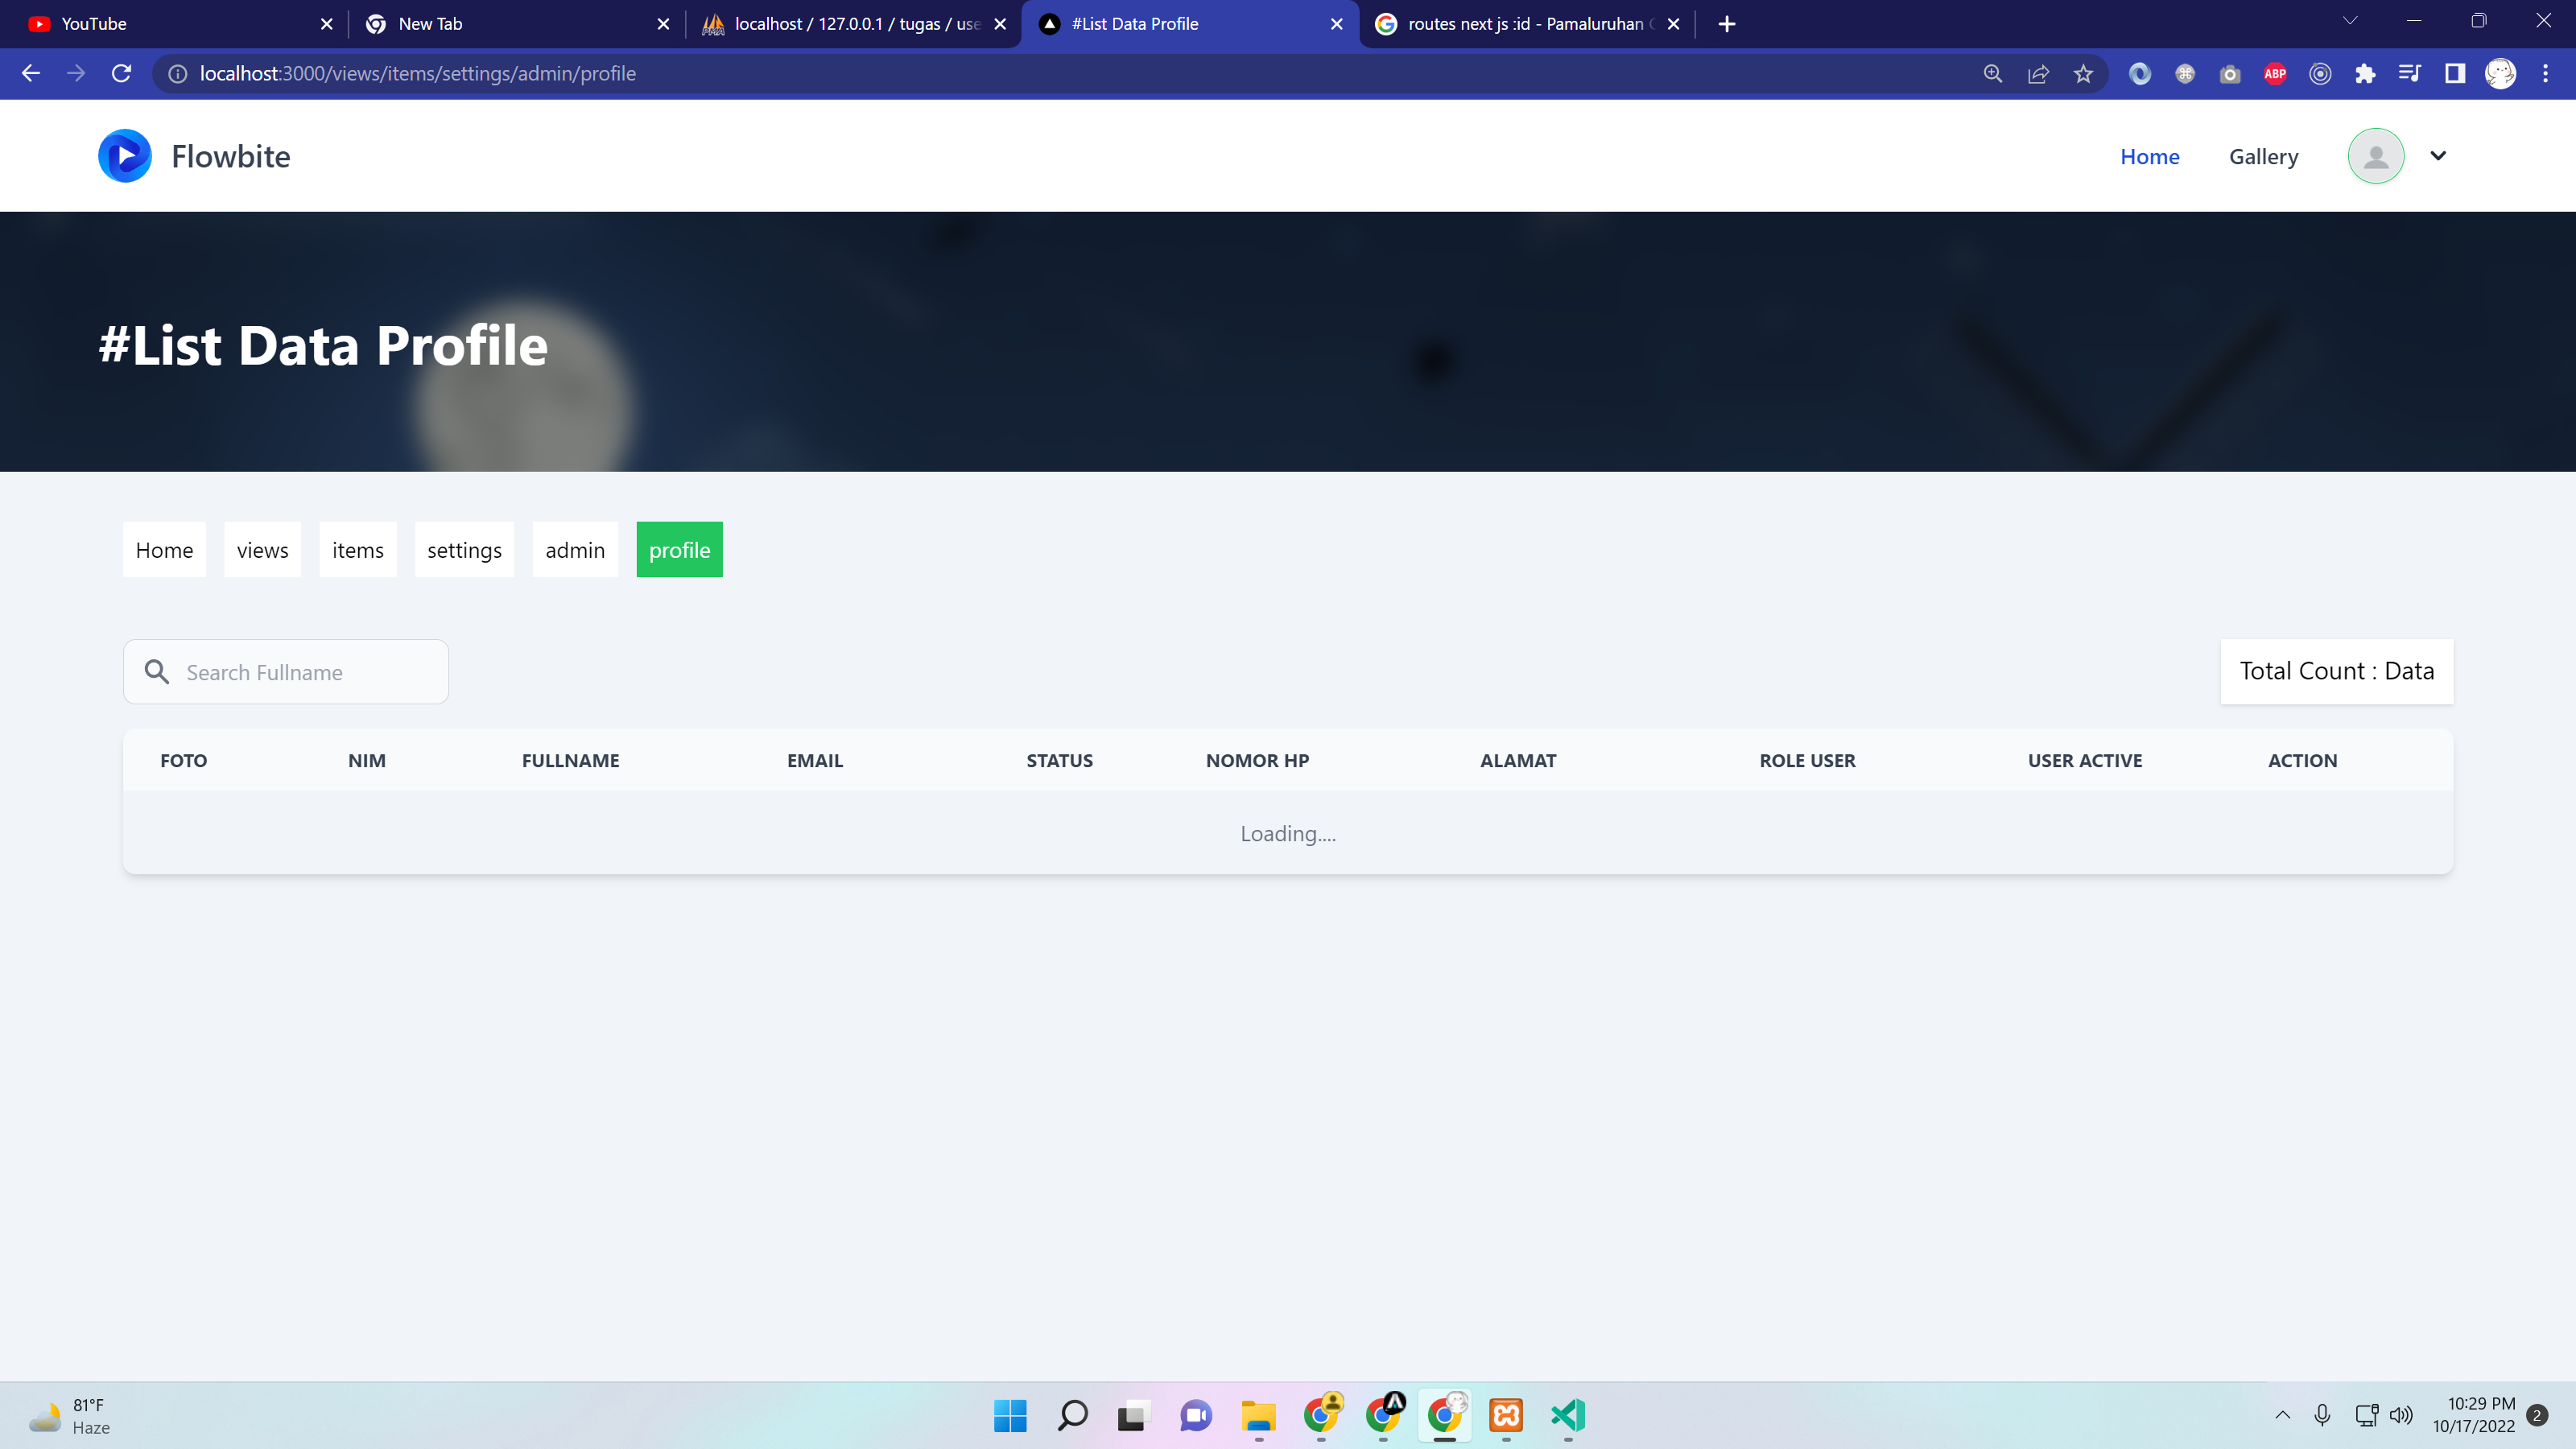 YouTube
New Tab
localhost / 127.0.0.1 / tugas / use
#List Data Profile
routes next js :id - Pamaluruhan
localhost:3000/views/items/settings/admin/profile
ABP
Flowbite
Home
Gallery
#List Data Profile
Home
views
items
settings
admin
profile
Search Fullname
Total Count : Data
FOTO NIM FULLNAME EMAIL STATUS NOMOR HP ALAMAT ROLE USER USER ACTIVE ACTION
Loading....
81°F
Haze
10:29 PM
10/17/2022
2